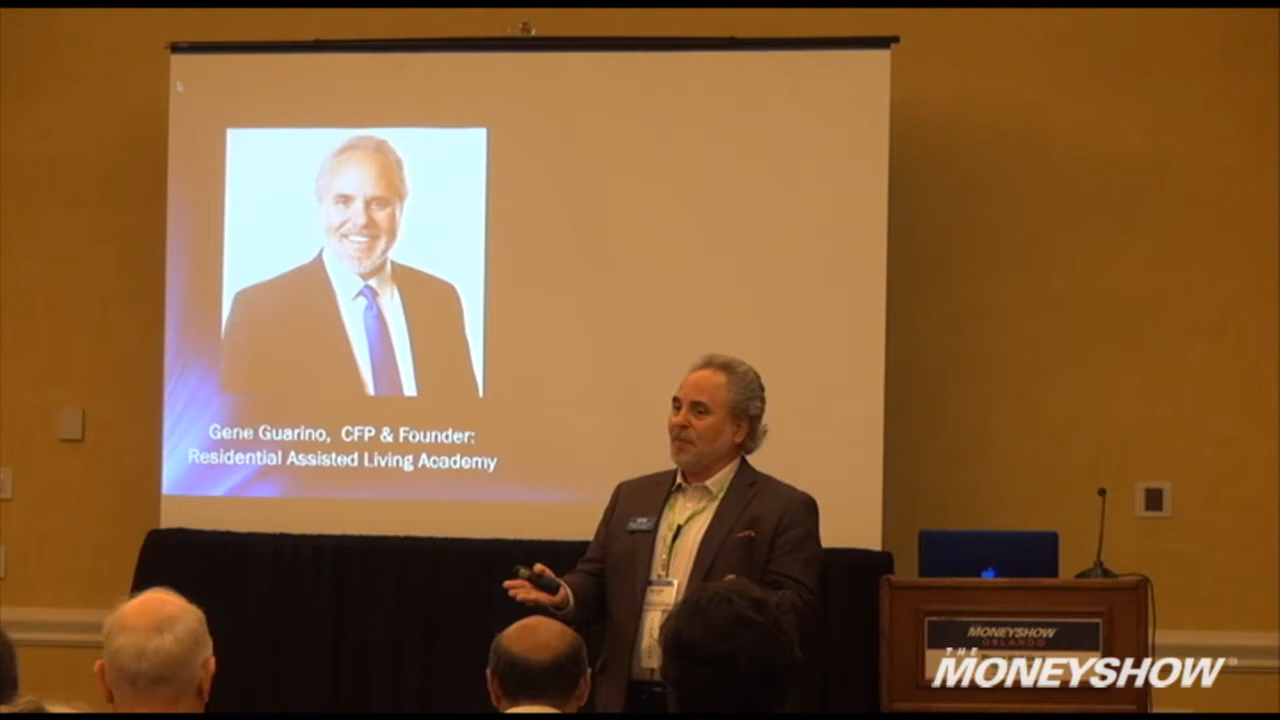 Gene Guarino, CFP & Founder:
Residential Assisted Living Academy
MONEYSHOW
ORLANDO
THE
MONEYSHOW®